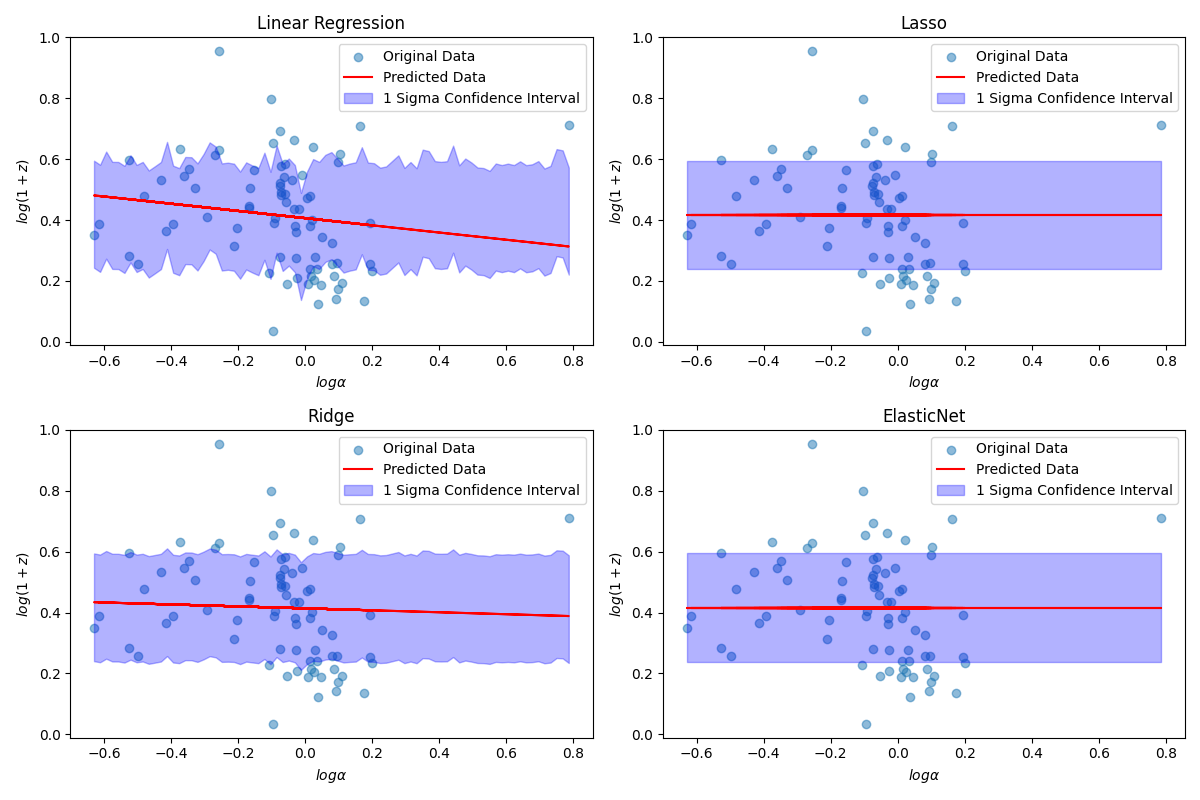 Linear Regression
1.0
0.8
0.6
0.4
0.2
0.0
log(1 + z)
Original Data
Predicted Data
1 Sigma Confidence Interval
−0.6 −0.4 −0.2 0.0 0.2 0.4 0.6 0.8
logα
Lasso
1.0
0.8
0.6
0.4
0.2
0.0
log(1 + z)
Original Data
Predicted Data
1 Sigma Confidence Interval
−0.6 −0.4 −0.2 0.0 0.2 0.4 0.6 0.8
logα
Ridge
1.0
0.8
0.6
0.4
0.2
0.0
log(1 + z)
Original Data
Predicted Data
1 Sigma Confidence Interval
−0.6 −0.4 −0.2 0.0 0.2 0.4 0.6 0.8
logα
ElasticNet
1.0
0.8
0.6
0.4
0.2
0.0
log(1 + z)
Original Data
Predicted Data
1 Sigma Confidence Interval
−0.6 −0.4 −0.2 0.0 0.2 0.4 0.6 0.8
logα